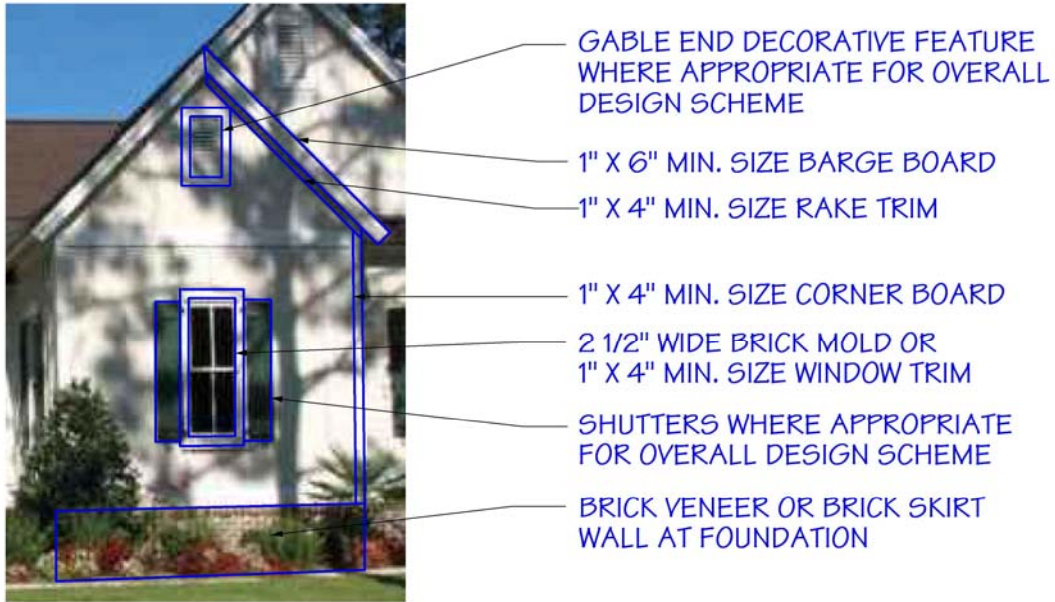 GABLE END DECORATIVE FEATURE
WHERE APPROPRIATE FOR OVERALL
DESIGN SCHEME
1" X 6" MIN. SIZE BARGE BOARD
1" X 4" MIN. SIZE RAKE TRIM
1" X 4" MIN. SIZE CORNER BOARD
2 1/2" WIDE BRICK MOLD OR
1" X 4" MIN. SIZE WINDOW TRIM
SHUTTERS WHERE APPROPRIATE
FOR OVERALL DESIGN SCHEME
BRICK VENEER OR BRICK SKIRT
WALL AT FOUNDATION